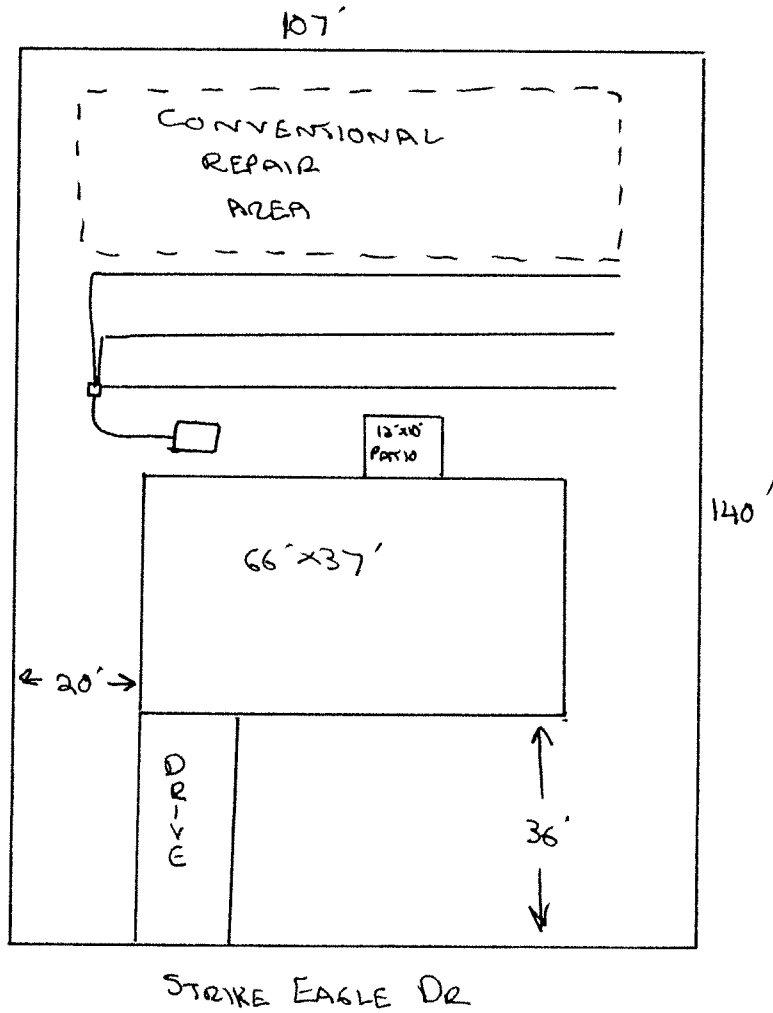 107'
CONVENTIONAL
REPAIR
AREA
12'x10'
PATIO
66'x37'
140'
20'
DRIVE
36'
STRIKE EAGLE DR